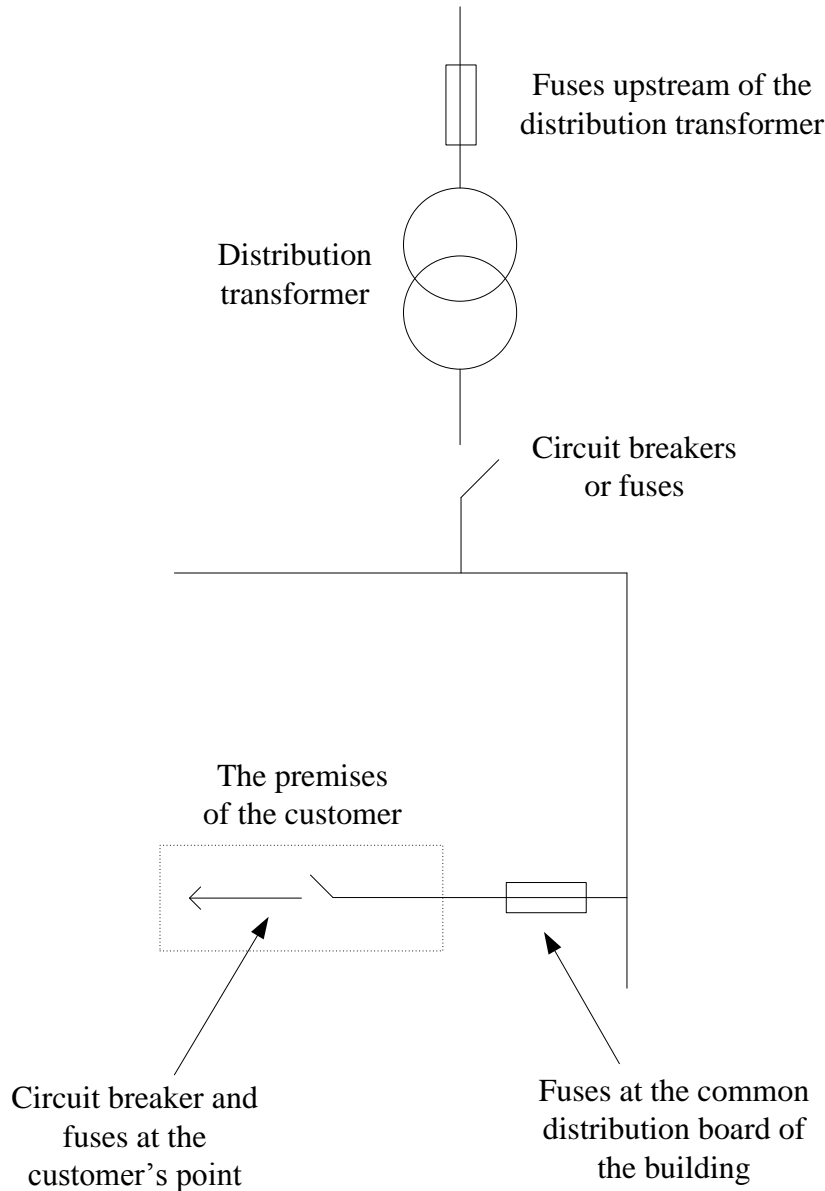 Fuses upstream of the
distribution transformer
Distribution
transformer
Circuit breakers
or fuses
The premises
of the customer
Circuit breaker and
fuses at the
customer’s point
Fuses at the common
distribution board of
the building